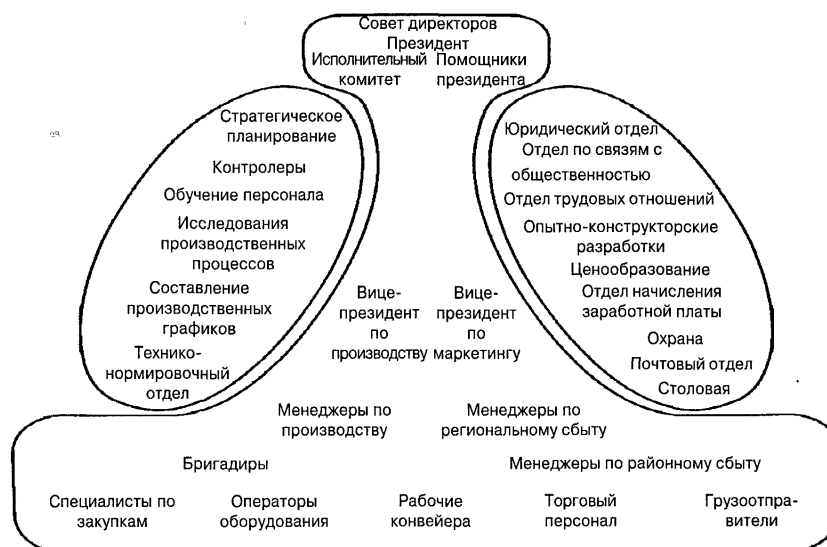 Совет директоров
Президент
Исполнительный Помощники
комитет президента
Стратегическое
планирование
Контролеры
Обучение персонала
Исследования
производственных
процессов
Составление
производственных
графиков
Технико-
нормировочный
отдел
Юридический отдел
Отдел по связям с
общественностью
Отдел трудовых отношений
Опытно-конструкторские
разработки
Ценообразование
Отдел начисления
заработной платы
Охрана
Почтовый отдел
Столовая
Вице-
президент
по
производству
Вице-
президент
по
маркетингу
Менеджеры по
производству
Менеджеры по
региональному сбыту
Бригадиры
Менеджеры по районному сбыту
Специалисты по
закупкам
Операторы
оборудования
Рабочие
конвейера
Торговый
персонал
Грузоотпра-
вители